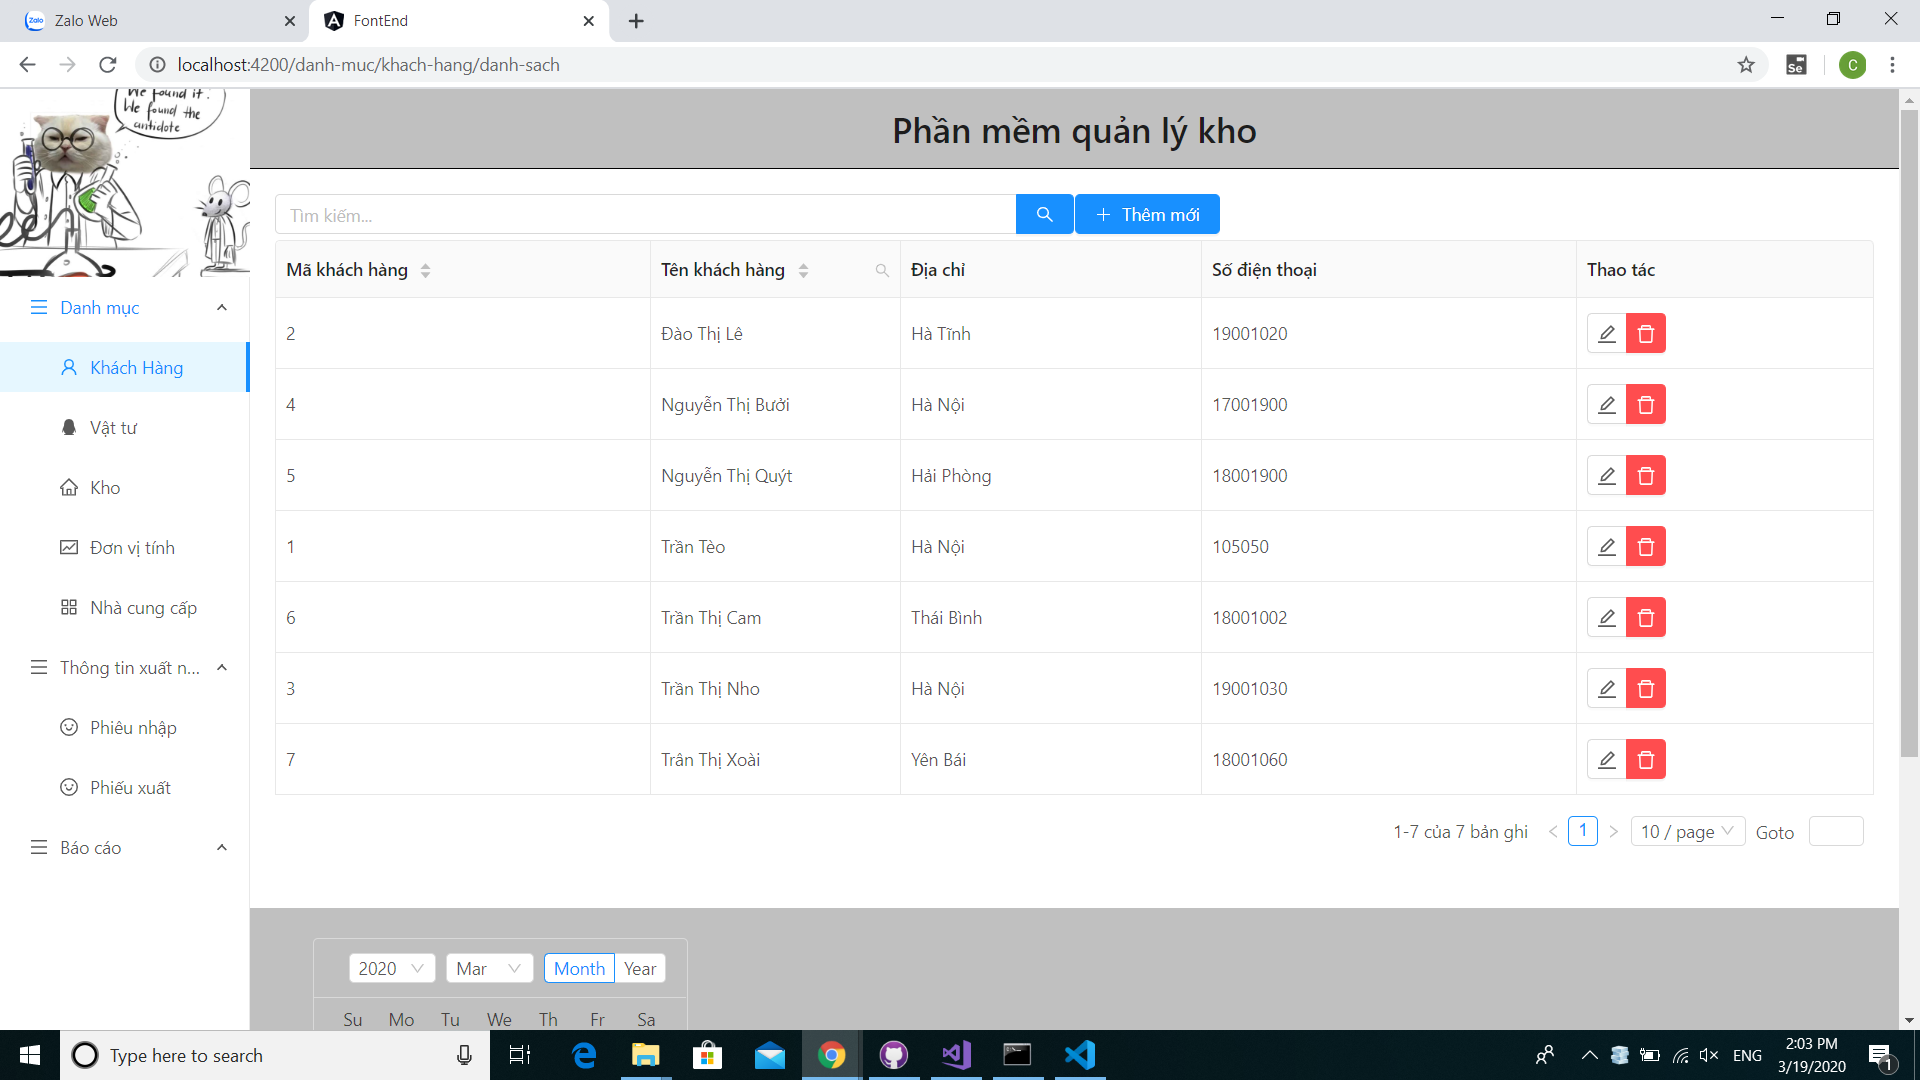 Zalo Web
FontEnd
localhost:4200/danh-muc/khach-hang/danh-sach
Se
C
We found it!
We found the
antidote
Phần mềm quản lý kho
Tìm kiếm...
Thêm mới
Mã khách hàng Tên khách hàng Địa chỉ Số điện thoại Thao tác
2 Đào Thị Lê Hà Tĩnh 19001020
4 Nguyễn Thị Bưởi Hà Nội 17001900
5 Nguyễn Thị Quýt Hải Phòng 18001900
1 Trần Tèo Hà Nội 105050
6 Trần Thị Cam Thái Bình 18001002
3 Trần Thị Nho Hà Nội 19001030
7 Trân Thị Xoài Yên Bái 18001060
1-7 của 7 bản ghi 1 10 / page Goto
Danh mục
Khách Hàng
Vật tư
Kho
Đơn vị tính
Nhà cung cấp
Thông tin xuất n...
Phiêu nhập
Phiếu xuất
Báo cáo
2020 Mar Month Year
Su Mo Tu We Th Fr Sa
Type here to search
ENG
2:03 PM
3/19/2020
1